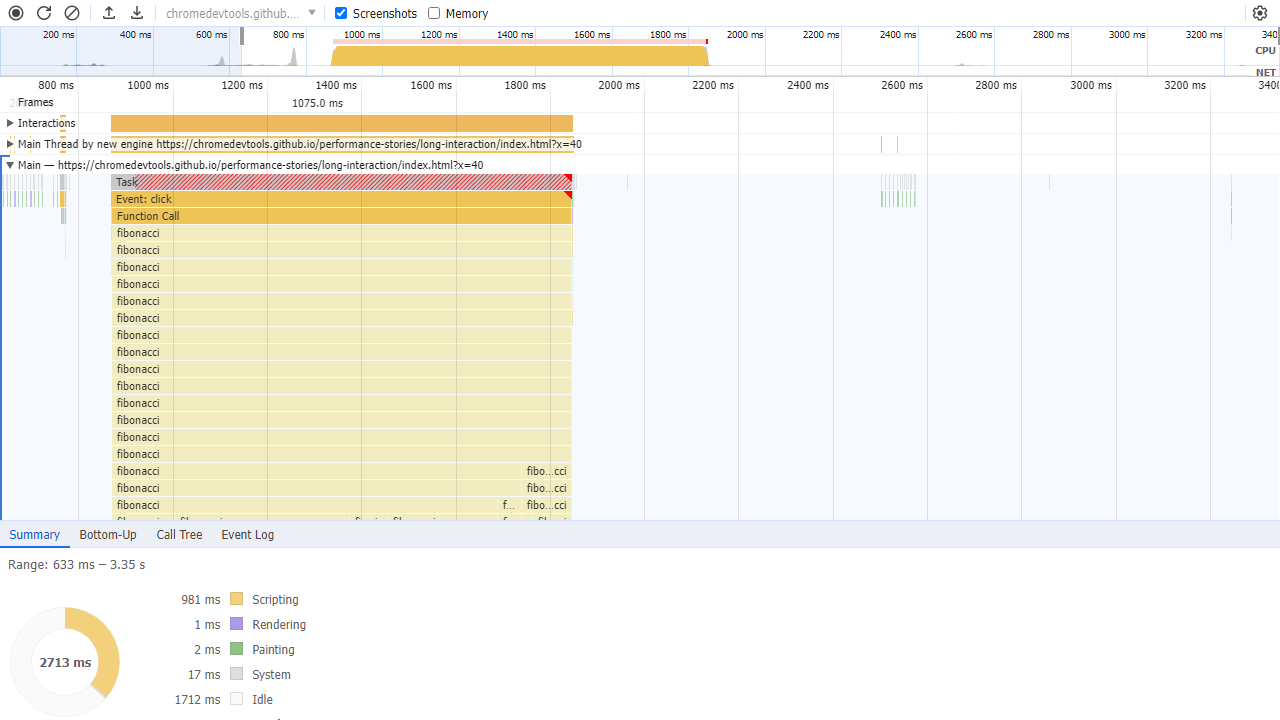 chromedevtools.github.... Screenshots Memory
200 ms 400 ms 600 ms 800 ms 1000 ms 1200 ms 1400 ms 1600 ms 1800 ms 2000 ms 2200 ms 2400 ms 2600 ms 2800 ms 3000 ms 3200 ms 340
CPU
NET
800 ms 1000 ms 1200 ms 1400 ms 1600 ms 1800 ms 2000 ms 2200 ms 2400 ms 2600 ms 2800 ms 3000 ms 3200 ms 3400
Frames 1075.0 ms
Interactions
Main Thread by new engine https://chromedevtools.github.io/performance-stories/long-interaction/index.html?x=40
Main — https://chromedevtools.github.io/performance-stories/long-interaction/index.html?x=40
Task
Event: click
Function Call
fibonacci
fibonacci
fibonacci
fibonacci
fibonacci
fibonacci
fibonacci
fibonacci
fibonacci
fibonacci
fibonacci
fibonacci
fibonacci
fibonacci
fibonacci fibo...cci
fibonacci fibo...cci
fibonacci f... fibo...cci
Summary Bottom-Up Call Tree Event Log
Range: 633 ms – 3.35 s
981 ms Scripting
1 ms Rendering
2713 ms
2 ms Painting
17 ms System
1712 ms Idle